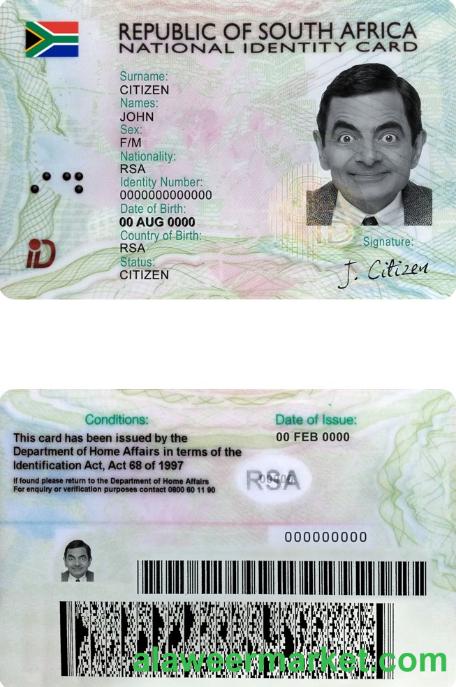 REPUBLIC OF SOUTH AFRICA
NATIONAL IDENTITY CARD
Surname:
CITIZEN
Names:
JOHN
Sex:
F/M
Nationality:
RSA
Identity Number:
0000000000000
Date of Birth:
00 AUG 0000
Country of Birth:
RSA
Status:
CITIZEN
iD
Signature:
J. Citizen
Conditions:
This card has been issued by the
Department of Home Affairs in terms of the
Identification Act, Act 68 of 1997
If found please return to the Department of Home Affairs
For enquiry or verification purposes contact 0800 60 11 90
Date of Issue:
00 FEB 0000
RSA
000000000
alaweermarket.com